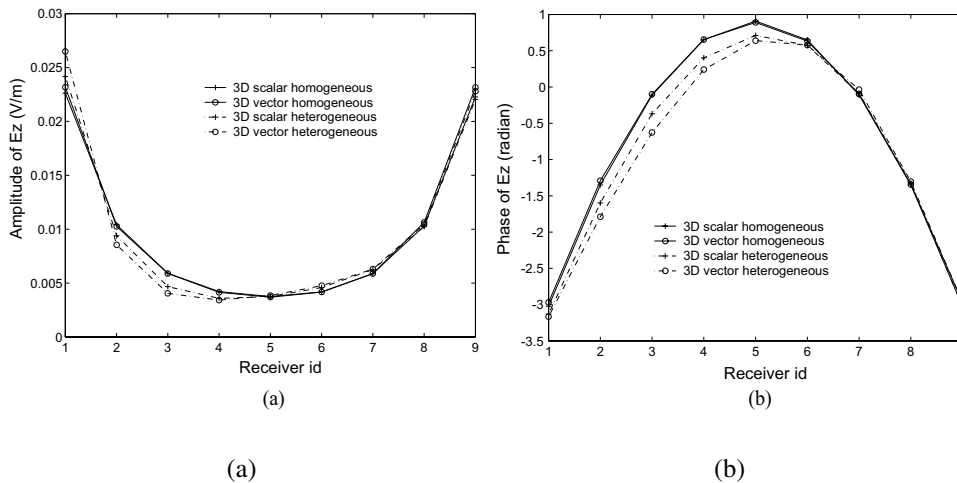 0.03
0.025
0.02
0.015
0.01
0.005
0
Amplitude of Ez (V/m)
3D scalar homogeneous
3D vector homogeneous
3D scalar heterogeneous
3D vector heterogeneous
1 2 3 4 5 6 7 8 9
Receiver id
(a)
1
0.5
0
-0.5
-1
-1.5
-2
-2.5
-3
-3.5
Phase of Ez (radian)
3D scalar homogeneous
3D vector homogeneous
3D scalar heterogeneous
3D vector heterogeneous
1 2 3 4 5 6 7 8
Receiver id
(b)
(a) (b)